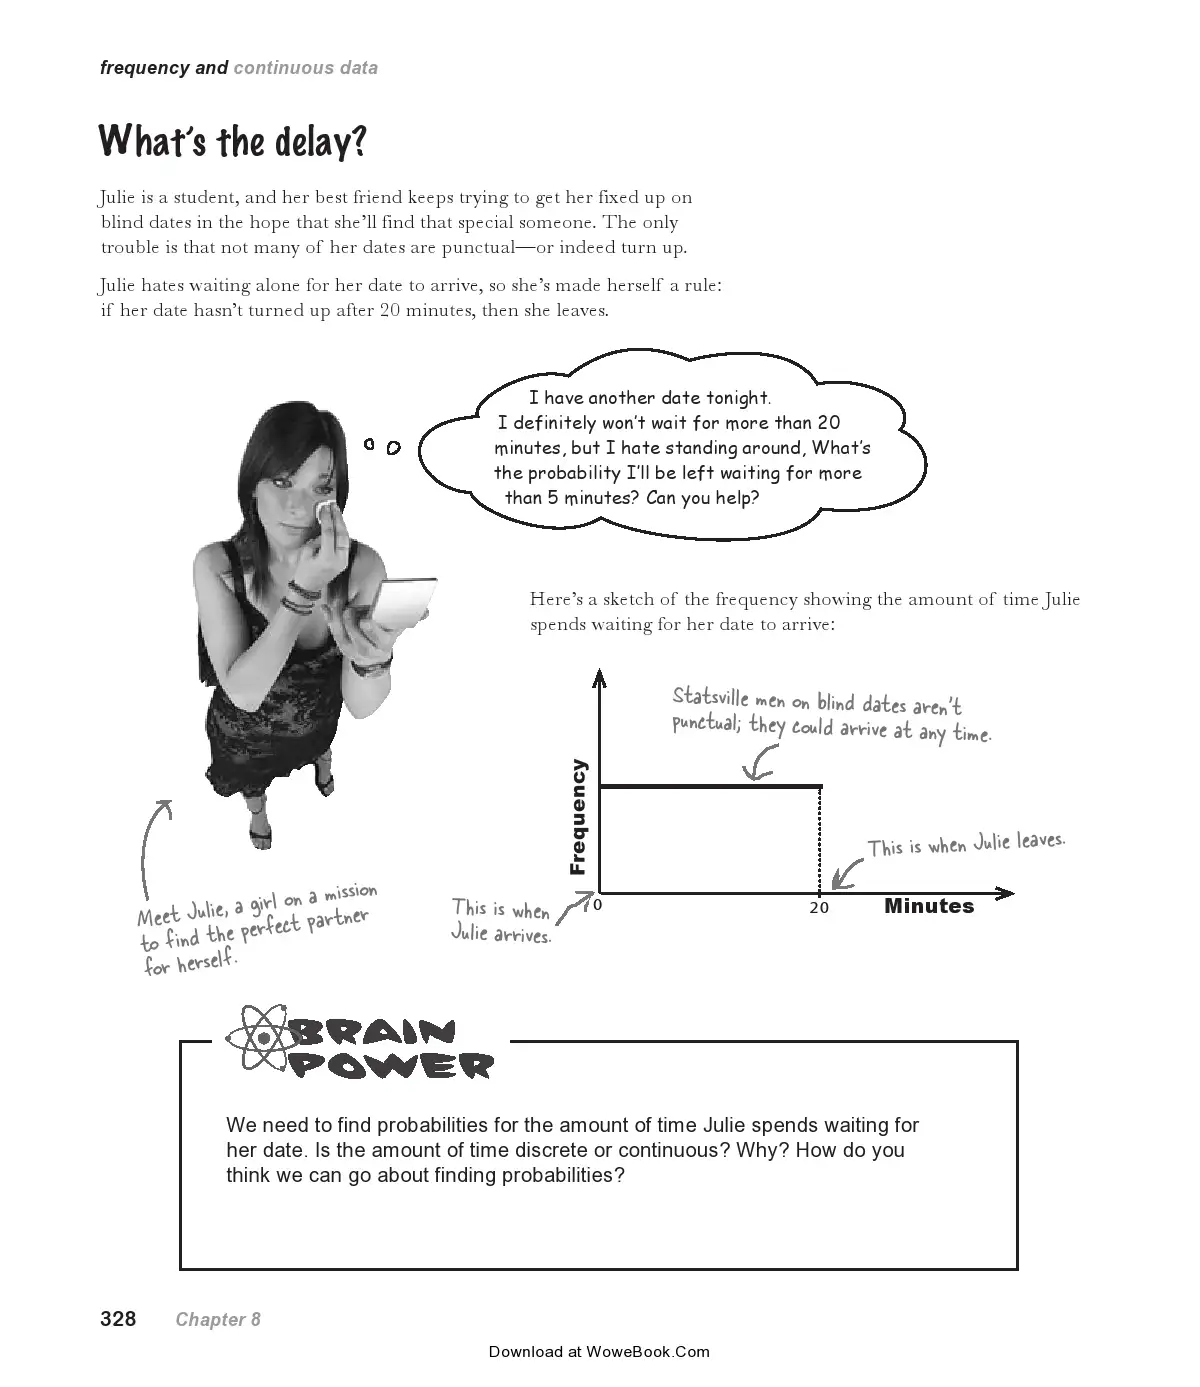 frequency and continuous data
What's the delay?
Julie is a student, and her best friend keeps trying to get her fixed up on
blind dates in the hope that she'll find that special someone. The only
trouble is that not many of her dates are punctual—or indeed turn up.
Julie hates waiting alone for her date to arrive, so she's made herself a rule:
if her date hasn't turned up after 20 minutes, then she leaves.
I have another date tonight.
I definitely won't wait for more than 20
minutes, but I hate standing around, What's
the probability I'll be left waiting for more
than 5 minutes? Can you help?
Here's a sketch of the frequency showing the amount of time Julie
spends waiting for her date to arrive:
Statsville men on blind dates aren't
punctual; they could arrive at any time.
Frequency
This is when Julie leaves.
This is when
Julie arrives.
0
20
Minutes
Meet Julie, a girl on a mission
to find the perfect partner
for herself.
BRAIN
POWER
We need to find probabilities for the amount of time Julie spends waiting for
her date. Is the amount of time discrete or continuous? Why? How do you
think we can go about finding probabilities?
328 Chapter 8
Download at WoweBook.Com